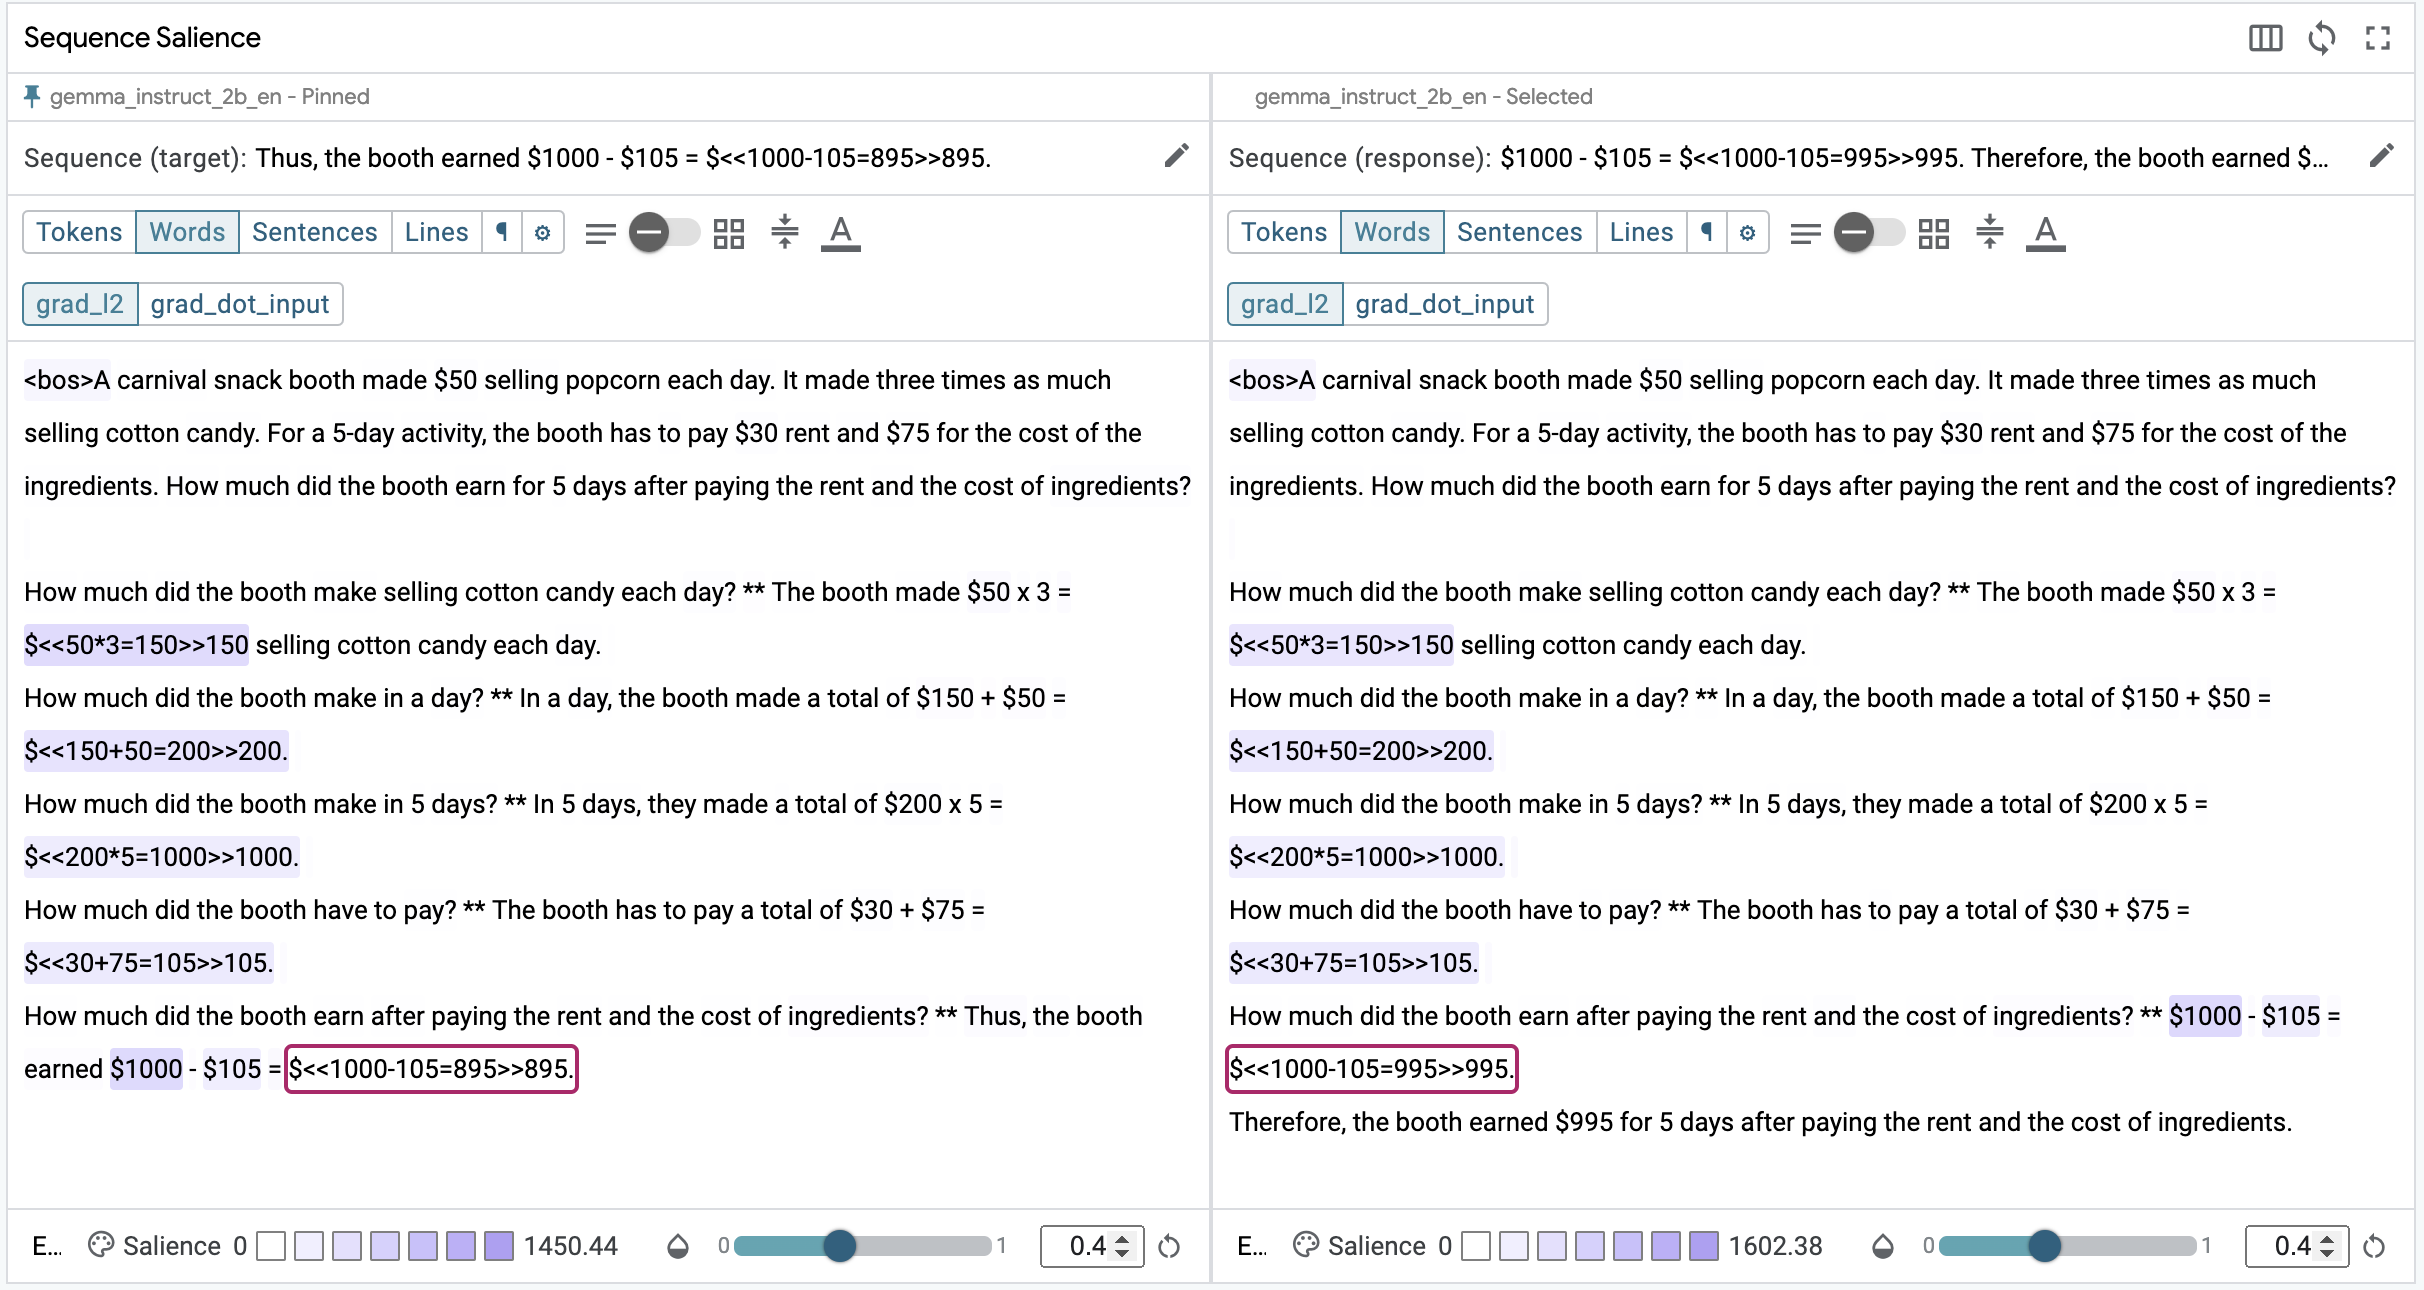 Sequence Salience
gemma_instruct_2b_en - Pinned
Sequence (target): Thus, the booth earned $1000 - $105 = $<<1000-105=895>>895.
Tokens Words Sentences Lines ¶
grad_l2 grad_dot_input
<bos>A carnival snack booth made $50 selling popcorn each day. It made three times as much
selling cotton candy. For a 5-day activity, the booth has to pay $30 rent and $75 for the cost of the
ingredients. How much did the booth earn for 5 days after paying the rent and the cost of ingredients?
How much did the booth make selling cotton candy each day? ** The booth made $50 x 3 =
$<<50*3=150>>150 selling cotton candy each day.
How much did the booth make in a day? ** In a day, the booth made a total of $150 + $50 =
$<<150+50=200>>200.
How much did the booth make in 5 days? ** In 5 days, they made a total of $200 x 5 =
$<<200*5=1000>>1000.
How much did the booth have to pay? ** The booth has to pay a total of $30 + $75 =
$<<30+75=105>>105.
How much did the booth earn after paying the rent and the cost of ingredients? ** Thus, the booth
earned $1000 - $105 = $<<1000-105=895>>895.
E... Salience 0 1450.44 0 1 0.4
gemma_instruct_2b_en - Selected
Sequence (response): $1000 - $105 = $<<1000-105=995>>995. Therefore, the booth earned $...
Tokens Words Sentences Lines ¶
grad_l2 grad_dot_input
<bos>A carnival snack booth made $50 selling popcorn each day. It made three times as much
selling cotton candy. For a 5-day activity, the booth has to pay $30 rent and $75 for the cost of the
ingredients. How much did the booth earn for 5 days after paying the rent and the cost of ingredients?
How much did the booth make selling cotton candy each day? ** The booth made $50 x 3 =
$<<50*3=150>>150 selling cotton candy each day.
How much did the booth make in a day? ** In a day, the booth made a total of $150 + $50 =
$<<150+50=200>>200.
How much did the booth make in 5 days? ** In 5 days, they made a total of $200 x 5 =
$<<200*5=1000>>1000.
How much did the booth have to pay? ** The booth has to pay a total of $30 + $75 =
$<<30+75=105>>105.
How much did the booth earn after paying the rent and the cost of ingredients? ** $1000 - $105 =
$<<1000-105=995>>995.
Therefore, the booth earned $995 for 5 days after paying the rent and the cost of ingredients.
E... Salience 0 1602.38 0 1 0.4